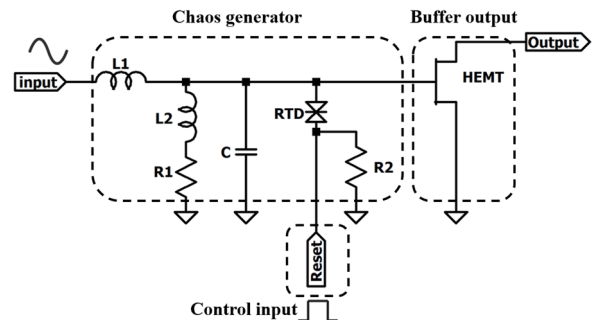 Chaos generator
Buffer output
input
L1
Output
HEMT
L2
RTD
C
R1
R2
Reset
Control input